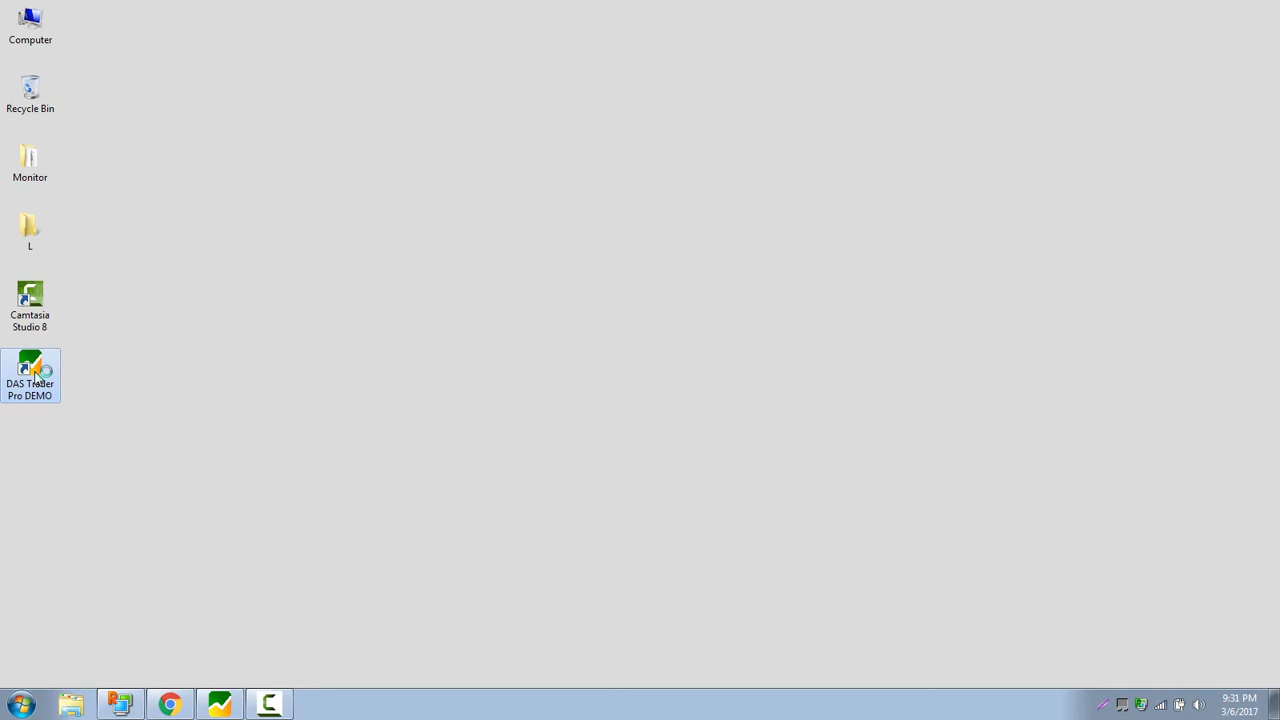 Computer
Recycle Bin
Monitor
L
Camtasia
Studio 8
DAS Trader
Pro DEMO
9:31 PM
3/6/2017